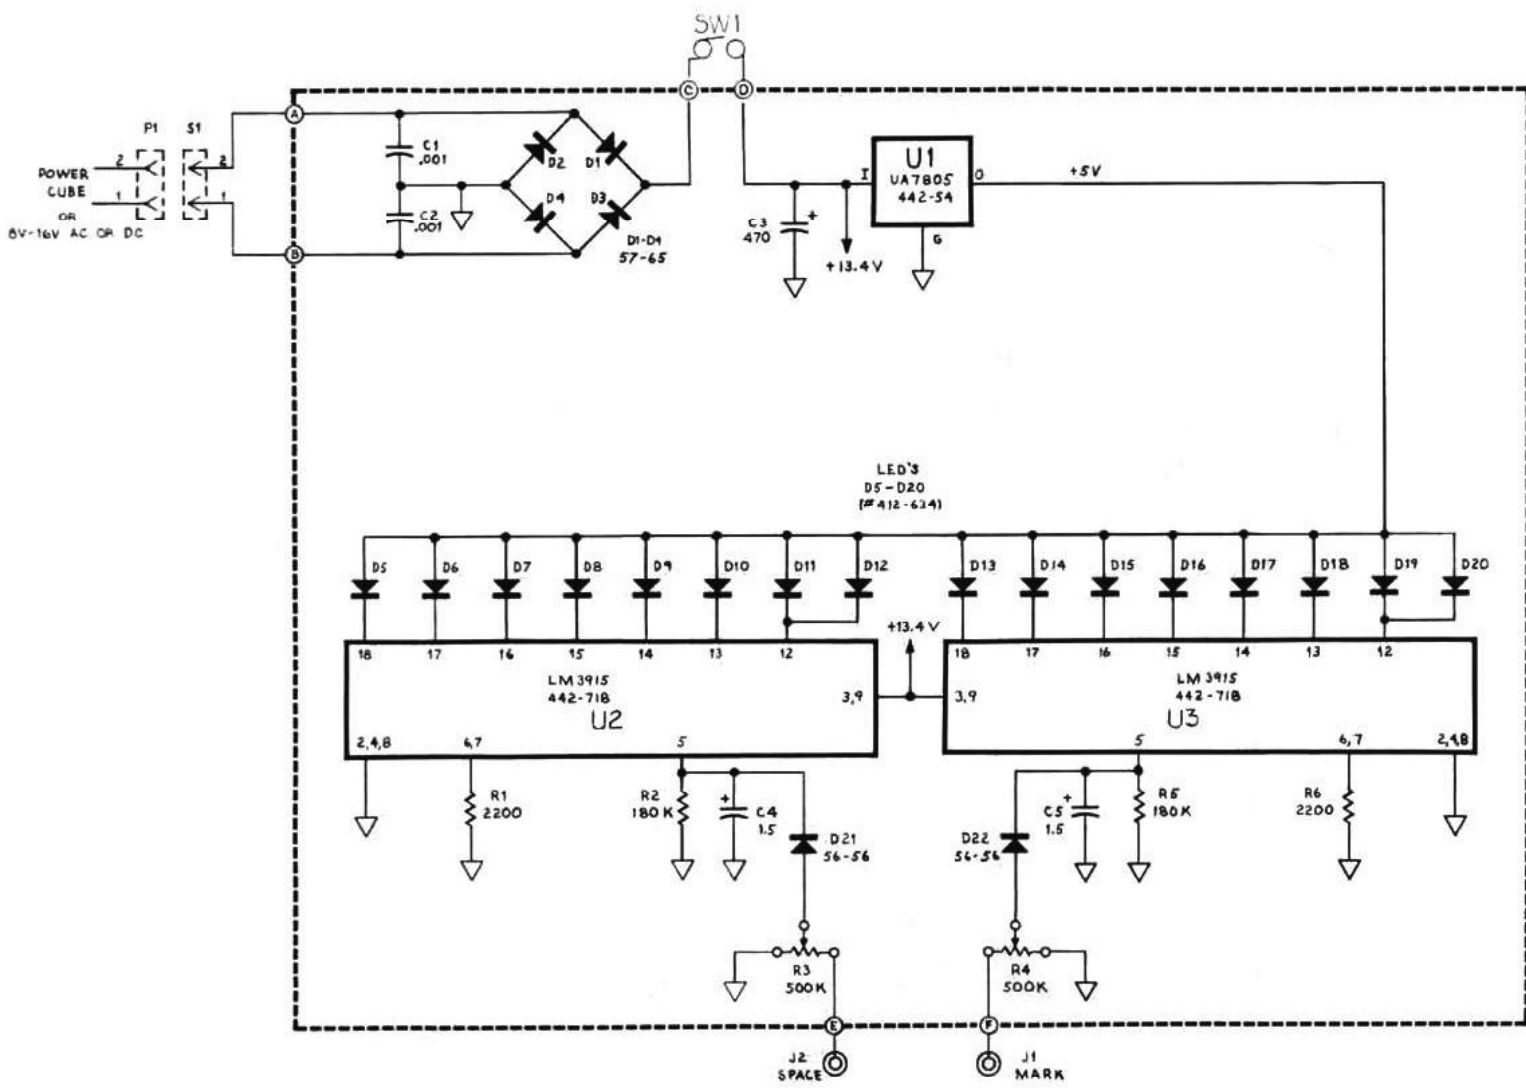 SW1
C
D
A
P1
S1
2
2
POWER
CUBE
1
1
OR
8V-16V AC OR DC
B
C1
.001
C2
.001
D2
D1
D4
D3
D1-D4
57-65
C3
470
+
+13.4V
I
U1
UA7805
442-54
O
G
+5V
LED'S
D5-D20
(#412-634)
D5
D6
D7
D8
D9
D10
D11
D12
D13
D14
D15
D16
D17
D18
D19
D20
+13.4V
18
17
16
15
14
13
12
LM3915
442-718
U2
3,9
2,4,8
6,7
5
18
17
16
15
14
13
12
3,9
LM3915
442-718
U3
5
6,7
2,4,8
R1
2200
R2
180K
+
C4
1.5
D21
56-56
D22
56-56
C5
1.5
+
R5
180K
R6
2200
R3
500K
R4
500K
E
F
J2
SPACE
J1
MARK